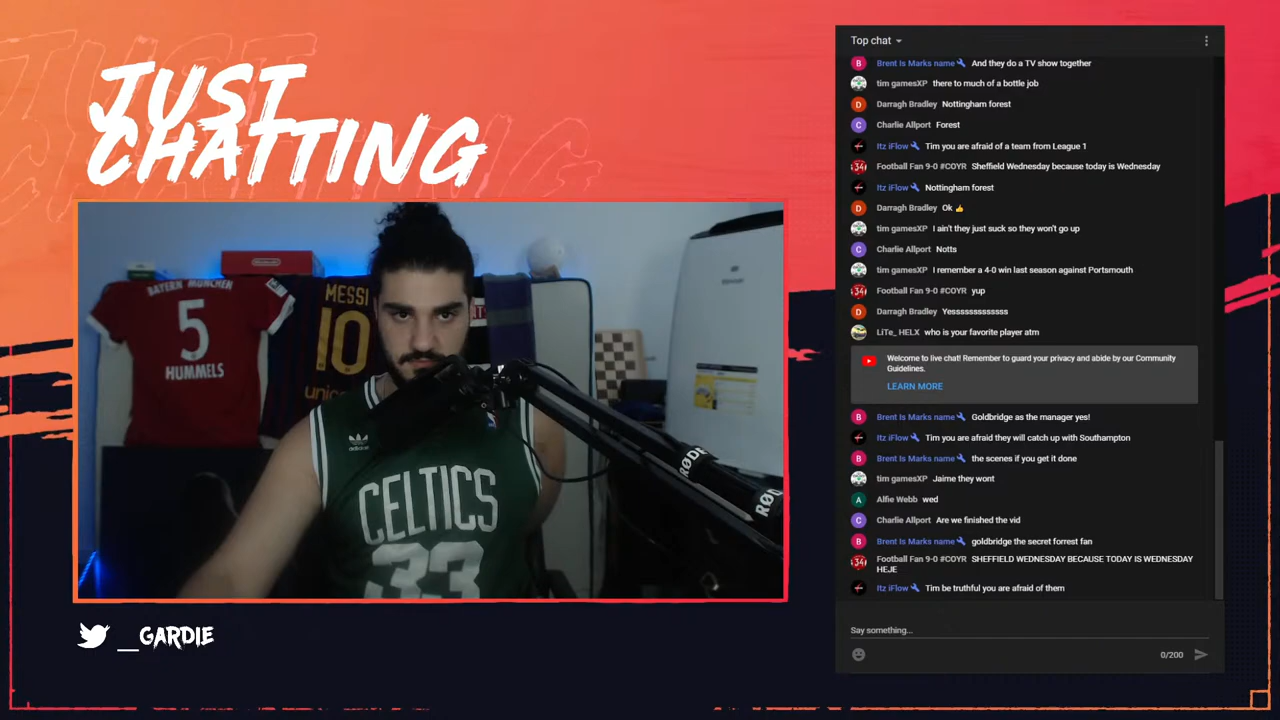 JUST
CHATTING
BAYERN MÜNCHEN
5
HUMMELS
MESSI
10
CELTICS
33
RØDE
__GARDIE
Top chat
Brent Is Marks name And they do a TV show together
tim gamesXP there to much of a bottle job
Darragh Bradley Nottingham forest
Charlie Allport Forest
Itz iFlow Tim you are afraid of a team from League 1
Football Fan 9-0 #COYR Sheffield Wednesday because today is Wednesday
Itz iFlow Nottingham forest
Darragh Bradley Ok 👍
tim gamesXP I ain't they just suck so they won't go up
Charlie Allport Notts
tim gamesXP I remember a 4-0 win last season against Portsmouth
Football Fan 9-0 #COYR yup
Darragh Bradley Yesssssssssssss
LiTe_ HELX who is your favorite player atm
Welcome to live chat! Remember to guard your privacy and abide by our Community
Guidelines.
LEARN MORE
Brent Is Marks name Goldbridge as the manager yes!
Itz iFlow Tim you are afraid they will catch up with Southampton
Brent Is Marks name the scenes if you get it done
tim gamesXP Jaime they wont
Alfie Webb wed
Charlie Allport Are we finished the vid
Brent Is Marks name goldbridge the secret forrest fan
Football Fan 9-0 #COYR SHEFFIELD WEDNESDAY BECAUSE TODAY IS WEDNESDAY
HEJE
Itz iFlow Tim be truthful you are afraid of them
Say something...
0/200